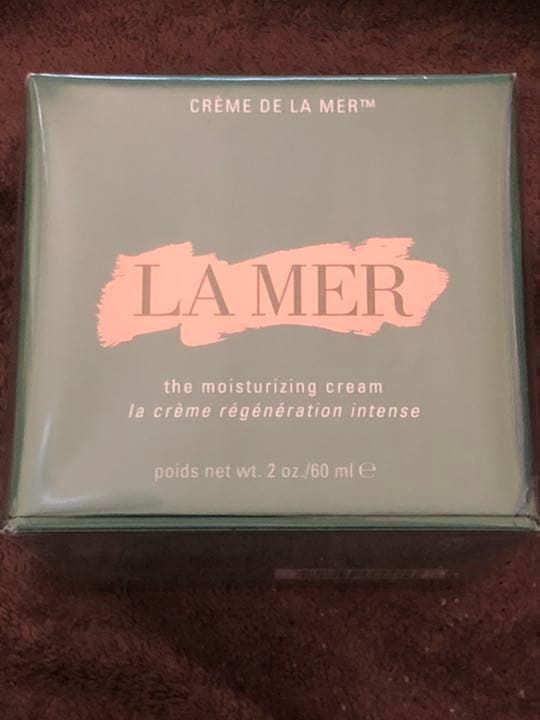 CRÈME DE LA MER™
LA MER
the moisturizing cream
la crème régénération intense
poids net wt. 2 oz./60 ml ℮